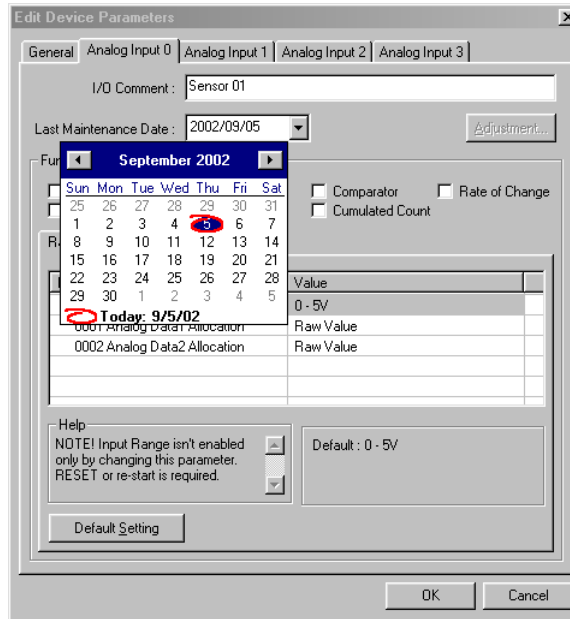 Edit Device Parameters
General Analog Input 0 Analog Input 1 Analog Input 2 Analog Input 3
I/O Comment : Sensor 01
Last Maintenance Date : 2002/09/05 Adjustment...
September 2002
Sun Mon Tue Wed Thu Fri Sat
25 26 27 28 29 30 31
1 2 3 4 5 6 7
8 9 10 11 12 13 14
15 16 17 18 19 20 21
22 23 24 25 26 27 28
29 30 1 2 3 4 5
Today: 9/5/02
Comparator Rate of Change
Cumulated Count
Value
0 - 5V
0001 Analog Data1 Allocation Raw Value
0002 Analog Data2 Allocation Raw Value
Help
NOTE! Input Range isn't enabled
only by changing this parameter.
RESET or re-start is required.
Default : 0 - 5V
Default Setting
OK Cancel